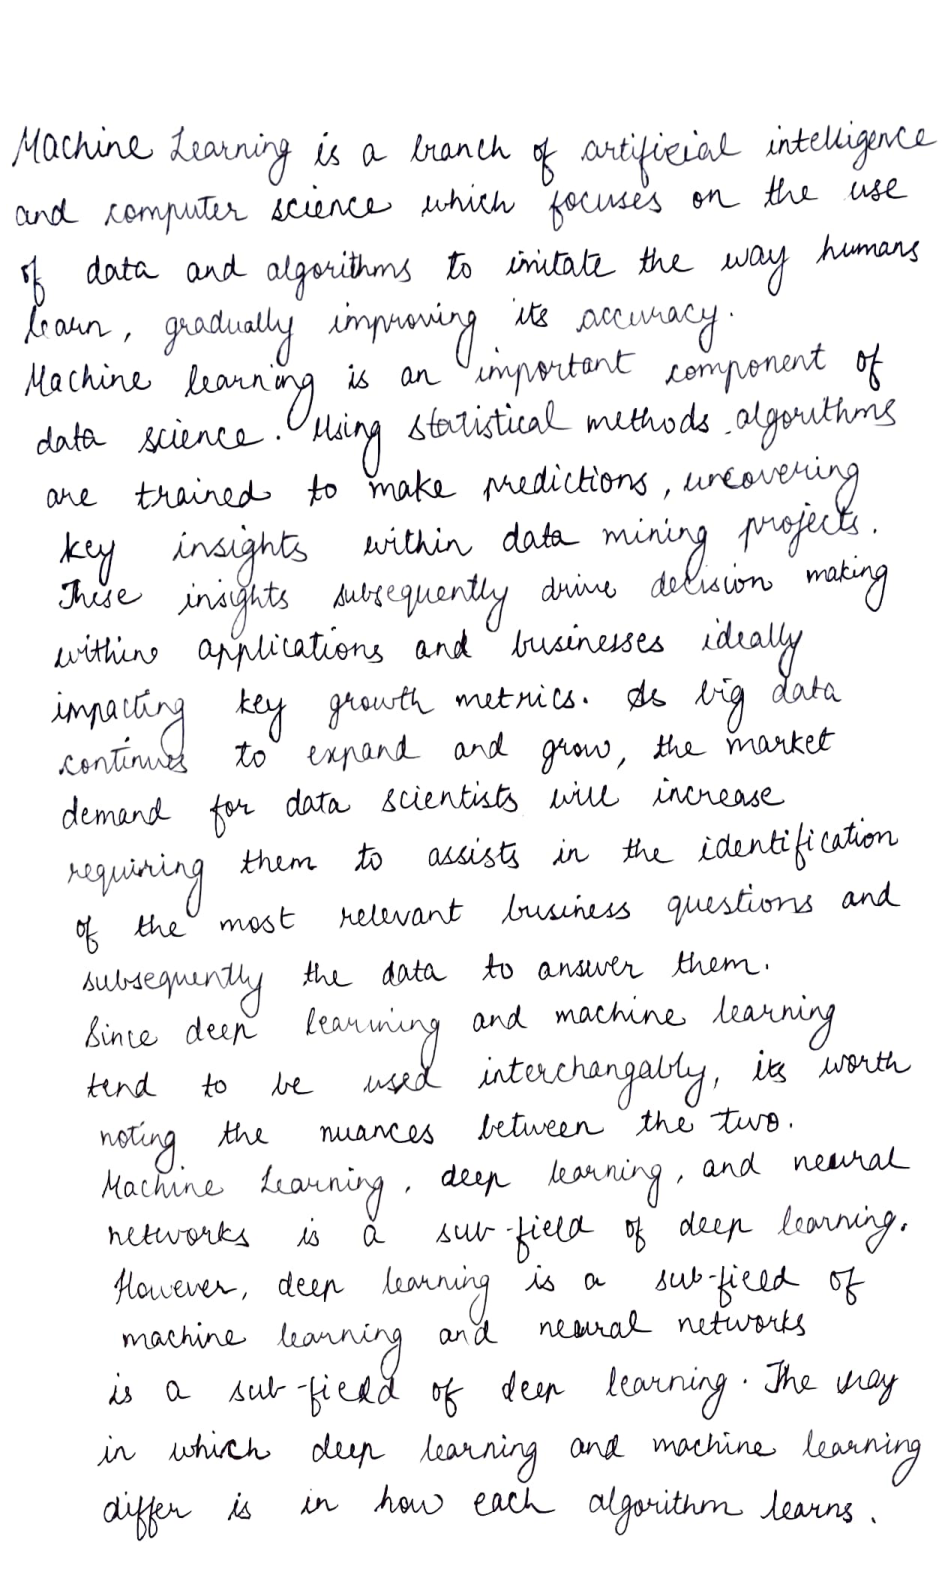 Machine Learning is a branch of artificial intelligence
and computer science which focuses on the use
of data and algorithms to imitate the way humans
learn, gradually improving its accuracy.
Machine learning is an important component of
data science. Using statistical methods algorithms
are trained to make predictions, uncovering
key insights within data mining projects.
These insights subsequently drive decision making
within applications and businesses ideally
impacting key growth metrics. As big data
continues to expand and grow, the market
demand for data scientists will increase
requiring them to assists in the identification
of the most relevant business questions and
subsequently the data to answer them.
Since deep learning and machine learning
tend to be used interchangably, its worth
noting the nuances between the two.
Machine Learning, deep learning, and neural
networks is a sub-field of deep learning.
However, deep learning is a sub-field of
machine learning and neural networks
is a sub-field of deep learning. The way
in which deep learning and machine learning
differ is in how each algorithm learns.